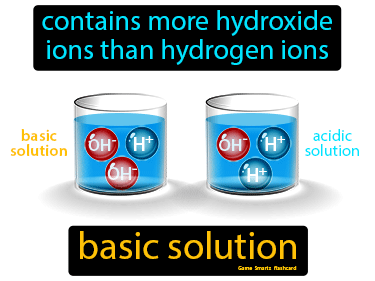 contains more hydroxide
ions than hydrogen ions
basic
solution
OH-
H+
OH-
OH-
H+
H+
acidic
solution
basic solution
Game Smartz flashcard